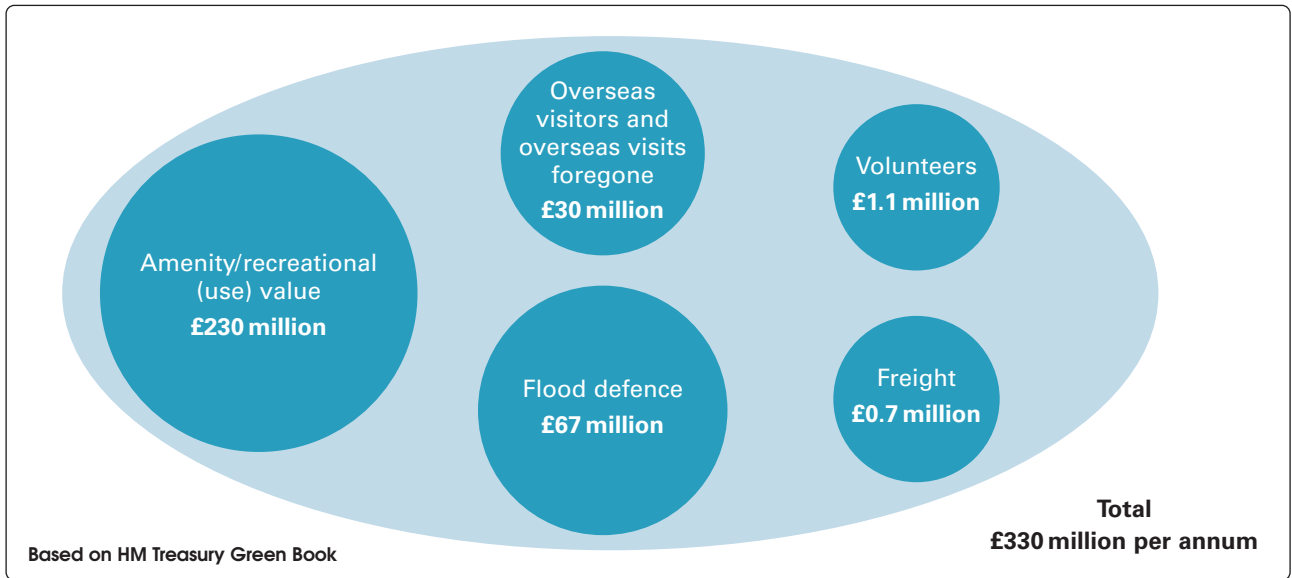 Amenity/recreational
(use) value
£230 million
Overseas
visitors and
overseas visits
foregone
£30 million
Flood defence
£67 million
Volunteers
£1.1 million
Freight
£0.7 million
Total
£330 million per annum
Based on HM Treasury Green Book